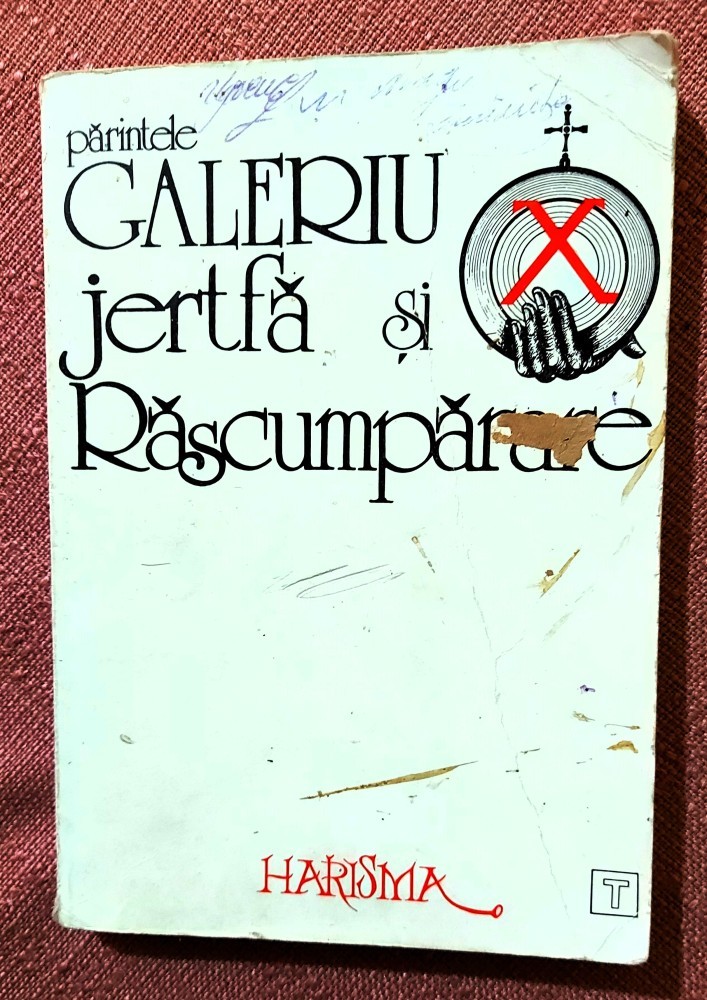 părintele
GALERIU
jertfă și
Răscumpărare
X
HARISMA
T